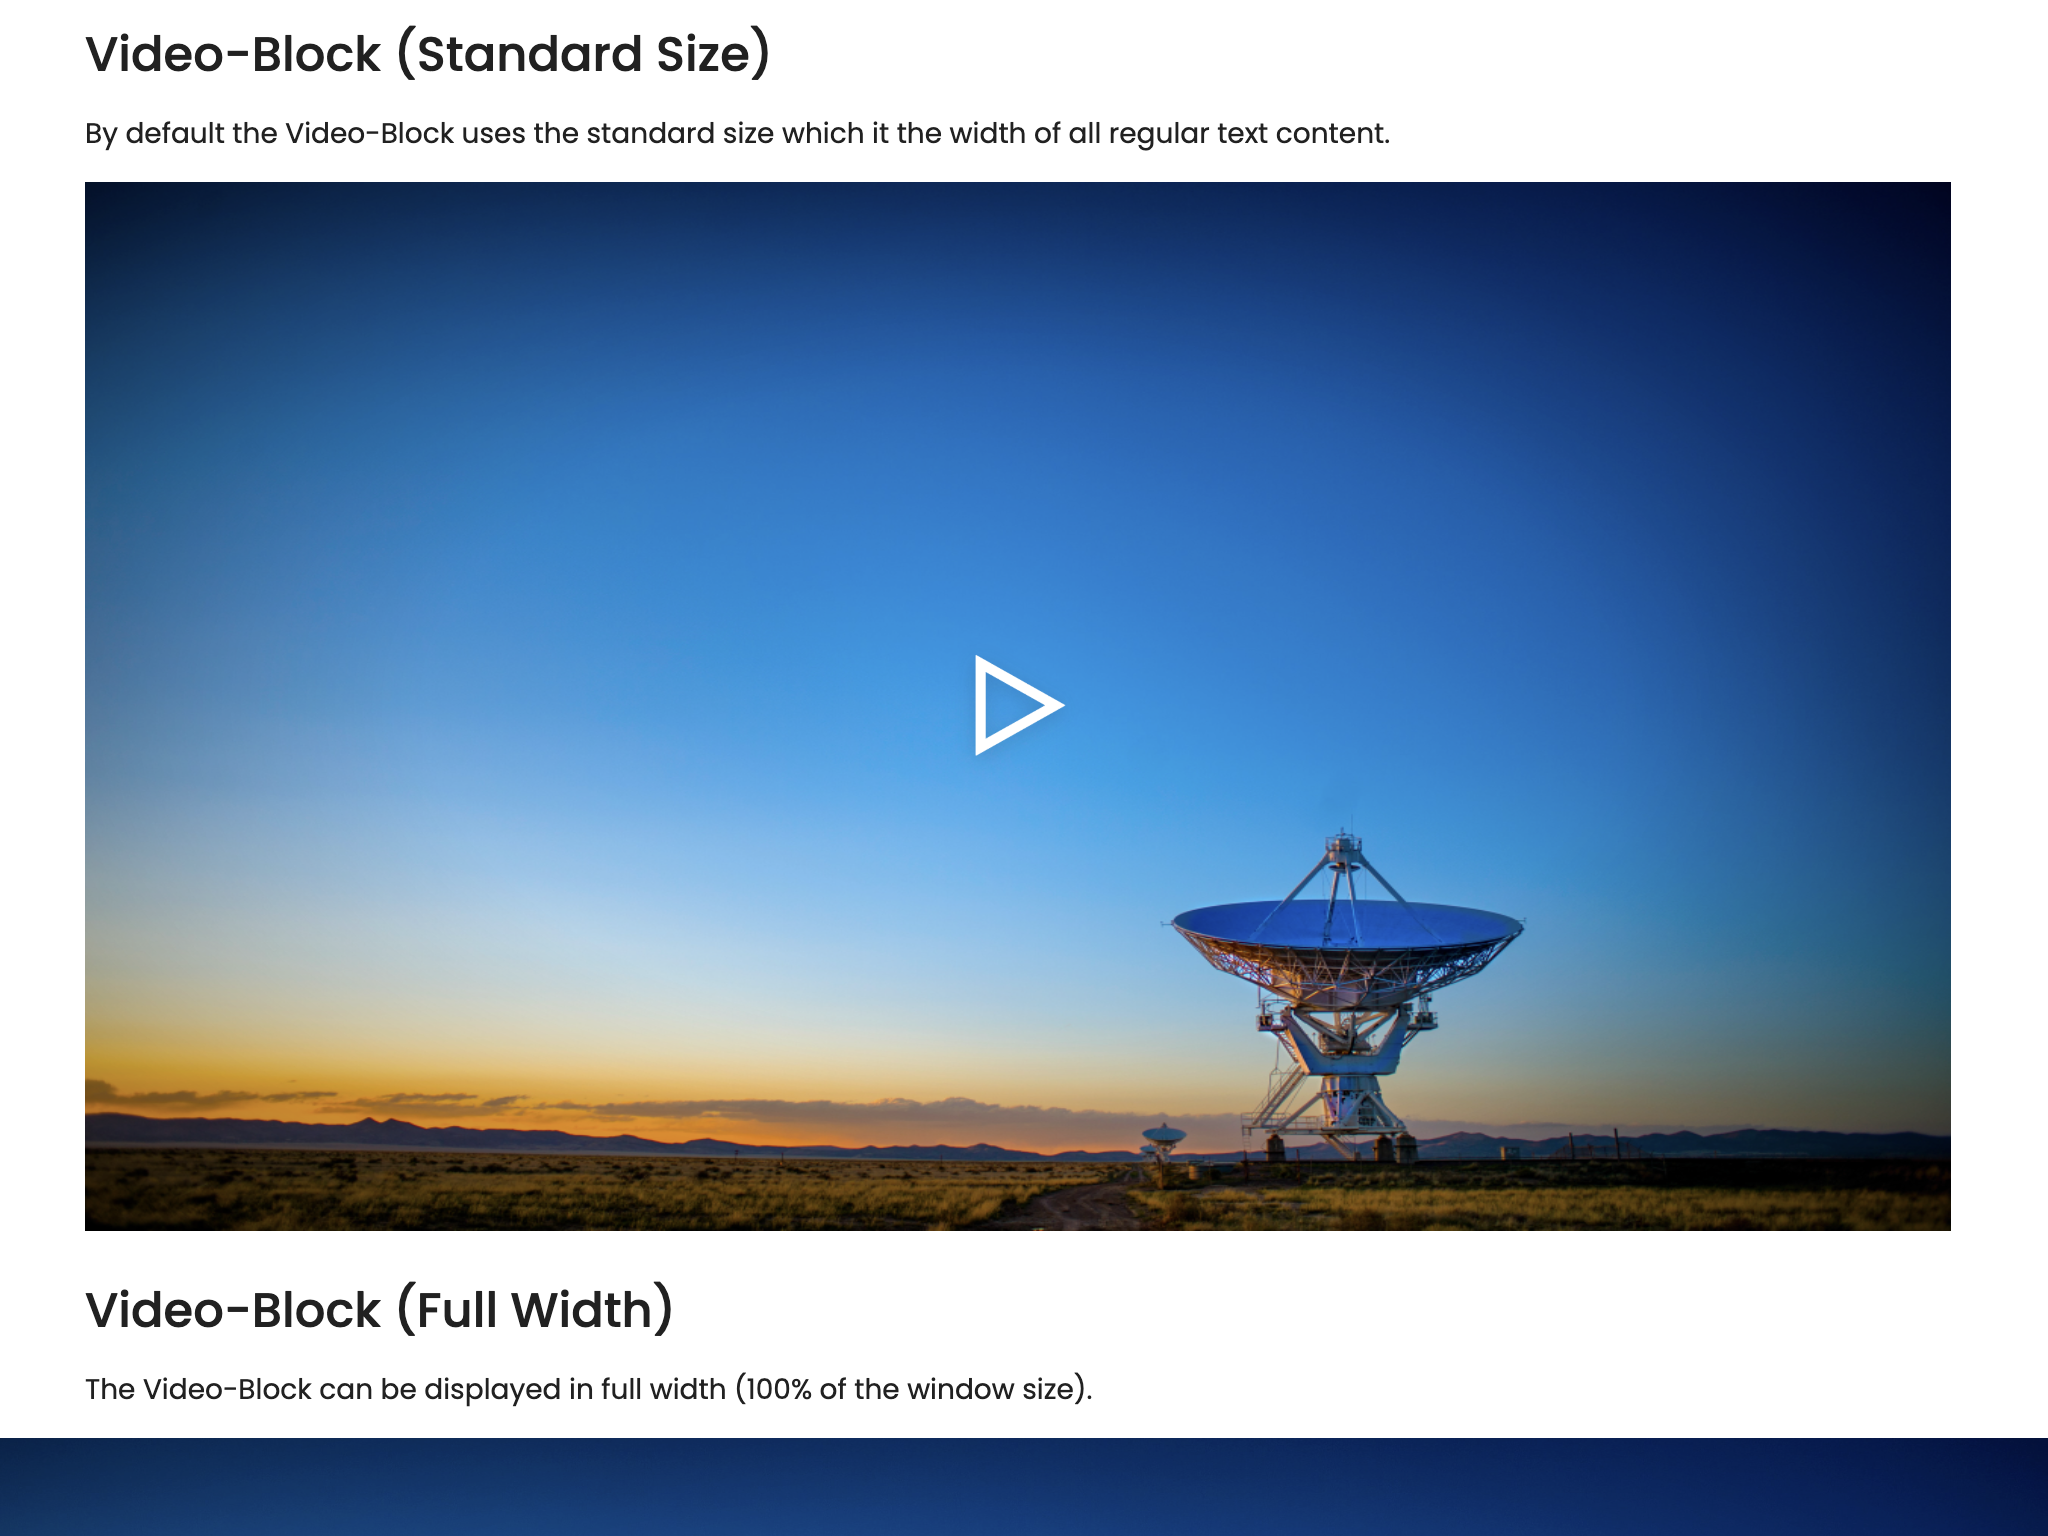 Video-Block (Standard Size)
By default the Video-Block uses the standard size which it the width of all regular text content.
Video-Block (Full Width)
The Video-Block can be displayed in full width (100% of the window size).